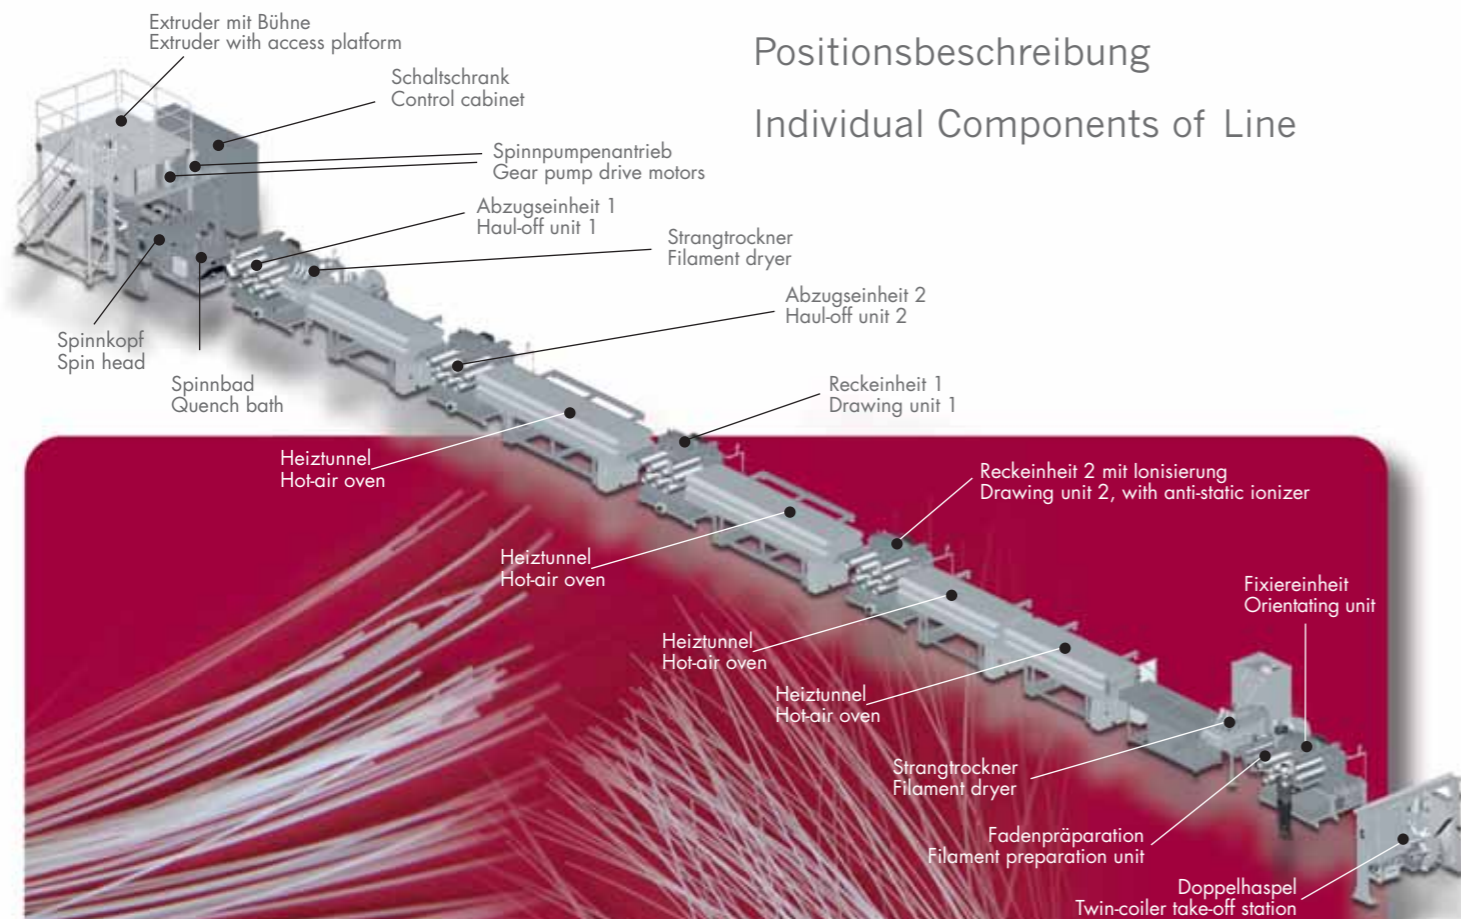 Positionsbeschreibung
Individual Components of Line
Extruder mit Bühne
Extruder with access platform
Schaltschrank
Control cabinet
Spinnpumpenantrieb
Gear pump drive motors
Abzugseinheit 1
Haul-off unit 1
Strangtrockner
Filament dryer
Abzugseinheit 2
Haul-off unit 2
Spinnkopf
Spin head
Spinnbad
Quench bath
Reckeinheit 1
Drawing unit 1
Heiztunnel
Hot-air oven
Reckeinheit 2 mit Ionisierung
Drawing unit 2, with anti-static ionizer
Heiztunnel
Hot-air oven
Fixiereinheit
Orientating unit
Heiztunnel
Hot-air oven
Heiztunnel
Hot-air oven
Strangtrockner
Filament dryer
Fadenpräparation
Filament preparation unit
Doppelhaspel
Twin-coiler take-off station